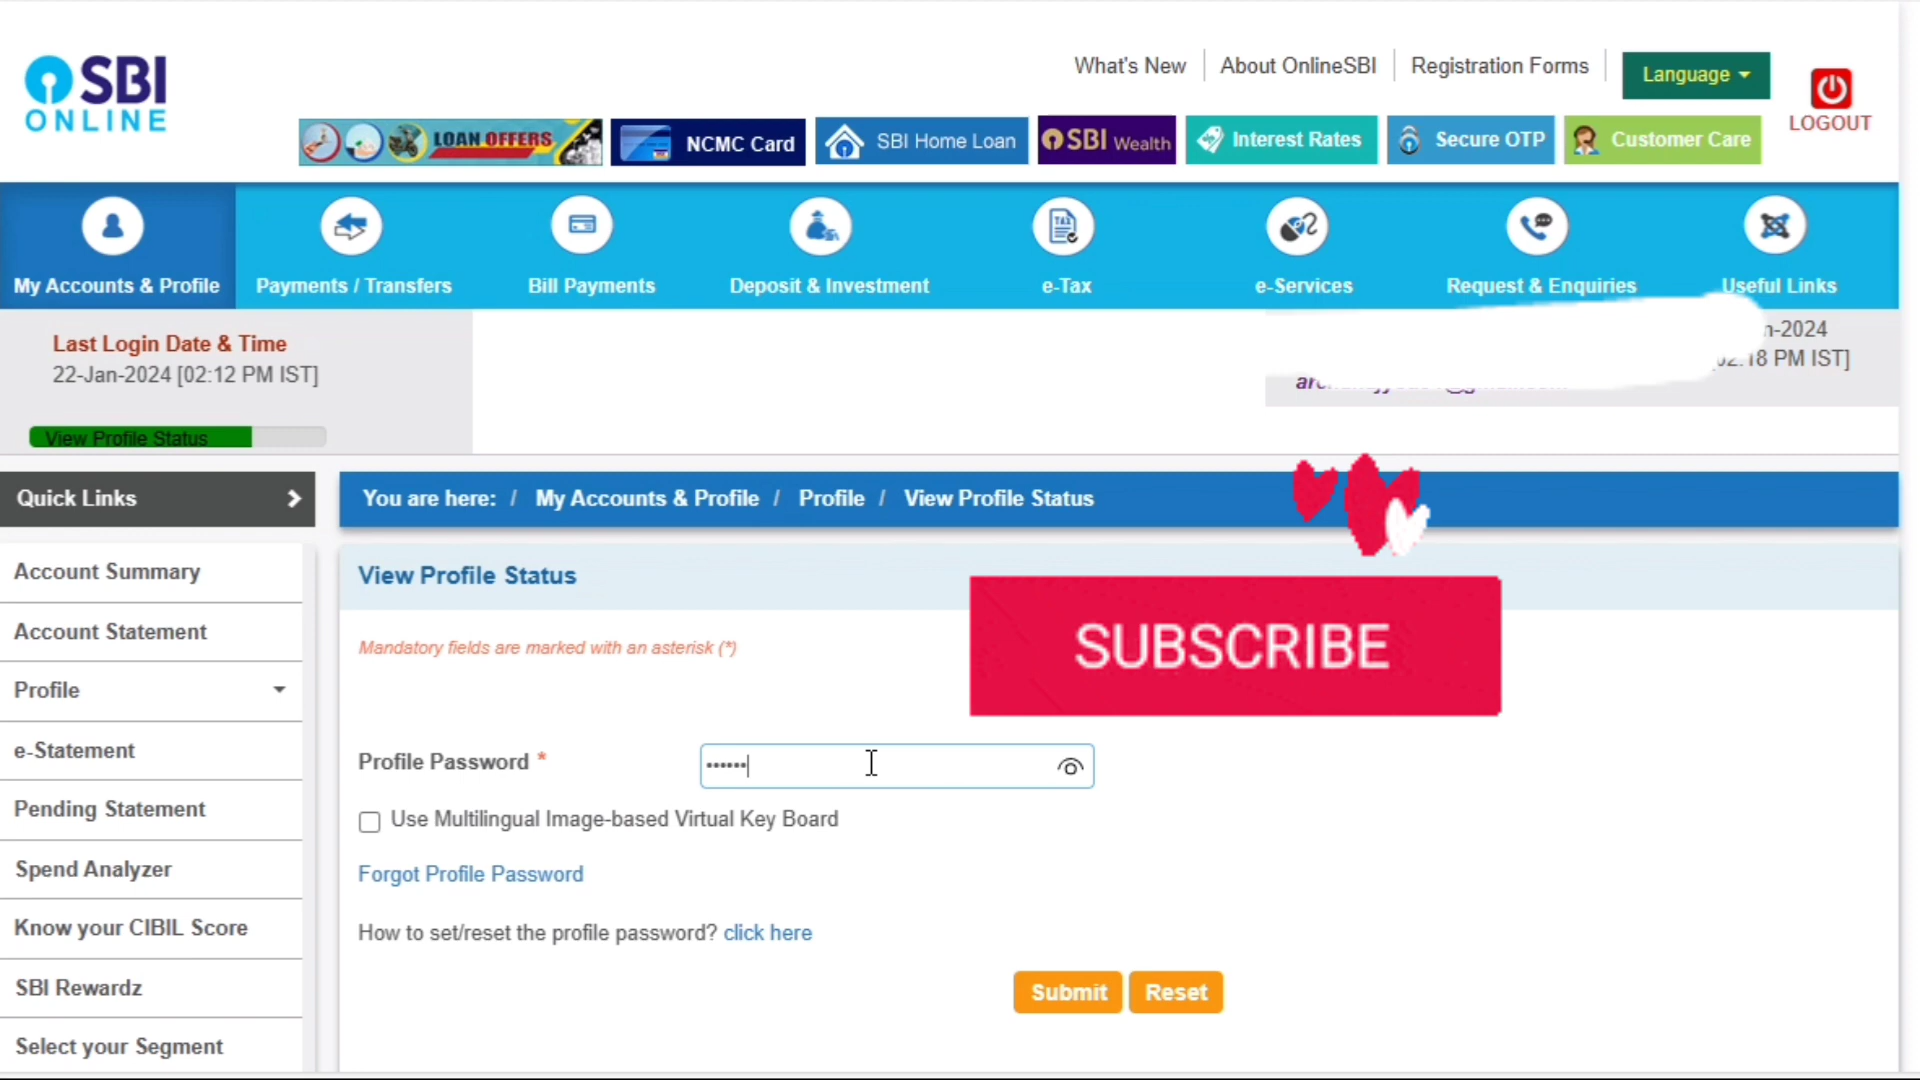 SBI
ONLINE
What's New
About OnlineSBI
Registration Forms
Language
LOGOUT
LOAN OFFERS
NCMC Card
SBI Home Loan
SBI Wealth
Interest Rates
Secure OTP
Customer Care
My Accounts & Profile
Payments / Transfers
Bill Payments
Deposit & Investment
e-Tax
e-Services
Request & Enquiries
Useful Links
Last Login Date & Time
22-Jan-2024 [02:12 PM IST]
-2024
PM IST]
View Profile Status
Quick Links
You are here: / My Accounts & Profile / Profile / View Profile Status
Account Summary
Account Statement
Profile
e-Statement
Pending Statement
Spend Analyzer
Know your CIBIL Score
SBI Rewardz
Select your Segment
View Profile Status
SUBSCRIBE
Mandatory fields are marked with an asterisk (*)
Profile Password *
••••••
Use Multilingual Image-based Virtual Key Board
Forgot Profile Password
How to set/reset the profile password? click here
Submit
Reset